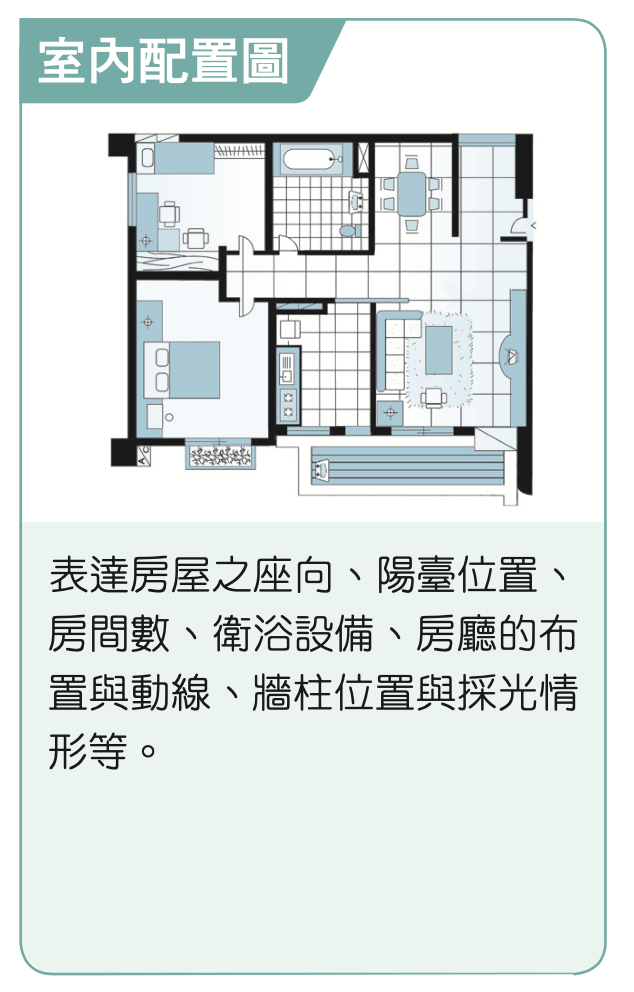 室內配置圖
A/C
表達房屋之座向、陽臺位置、
房間數、衛浴設備、房廳的布
置與動線、牆柱位置與採光情
形等。